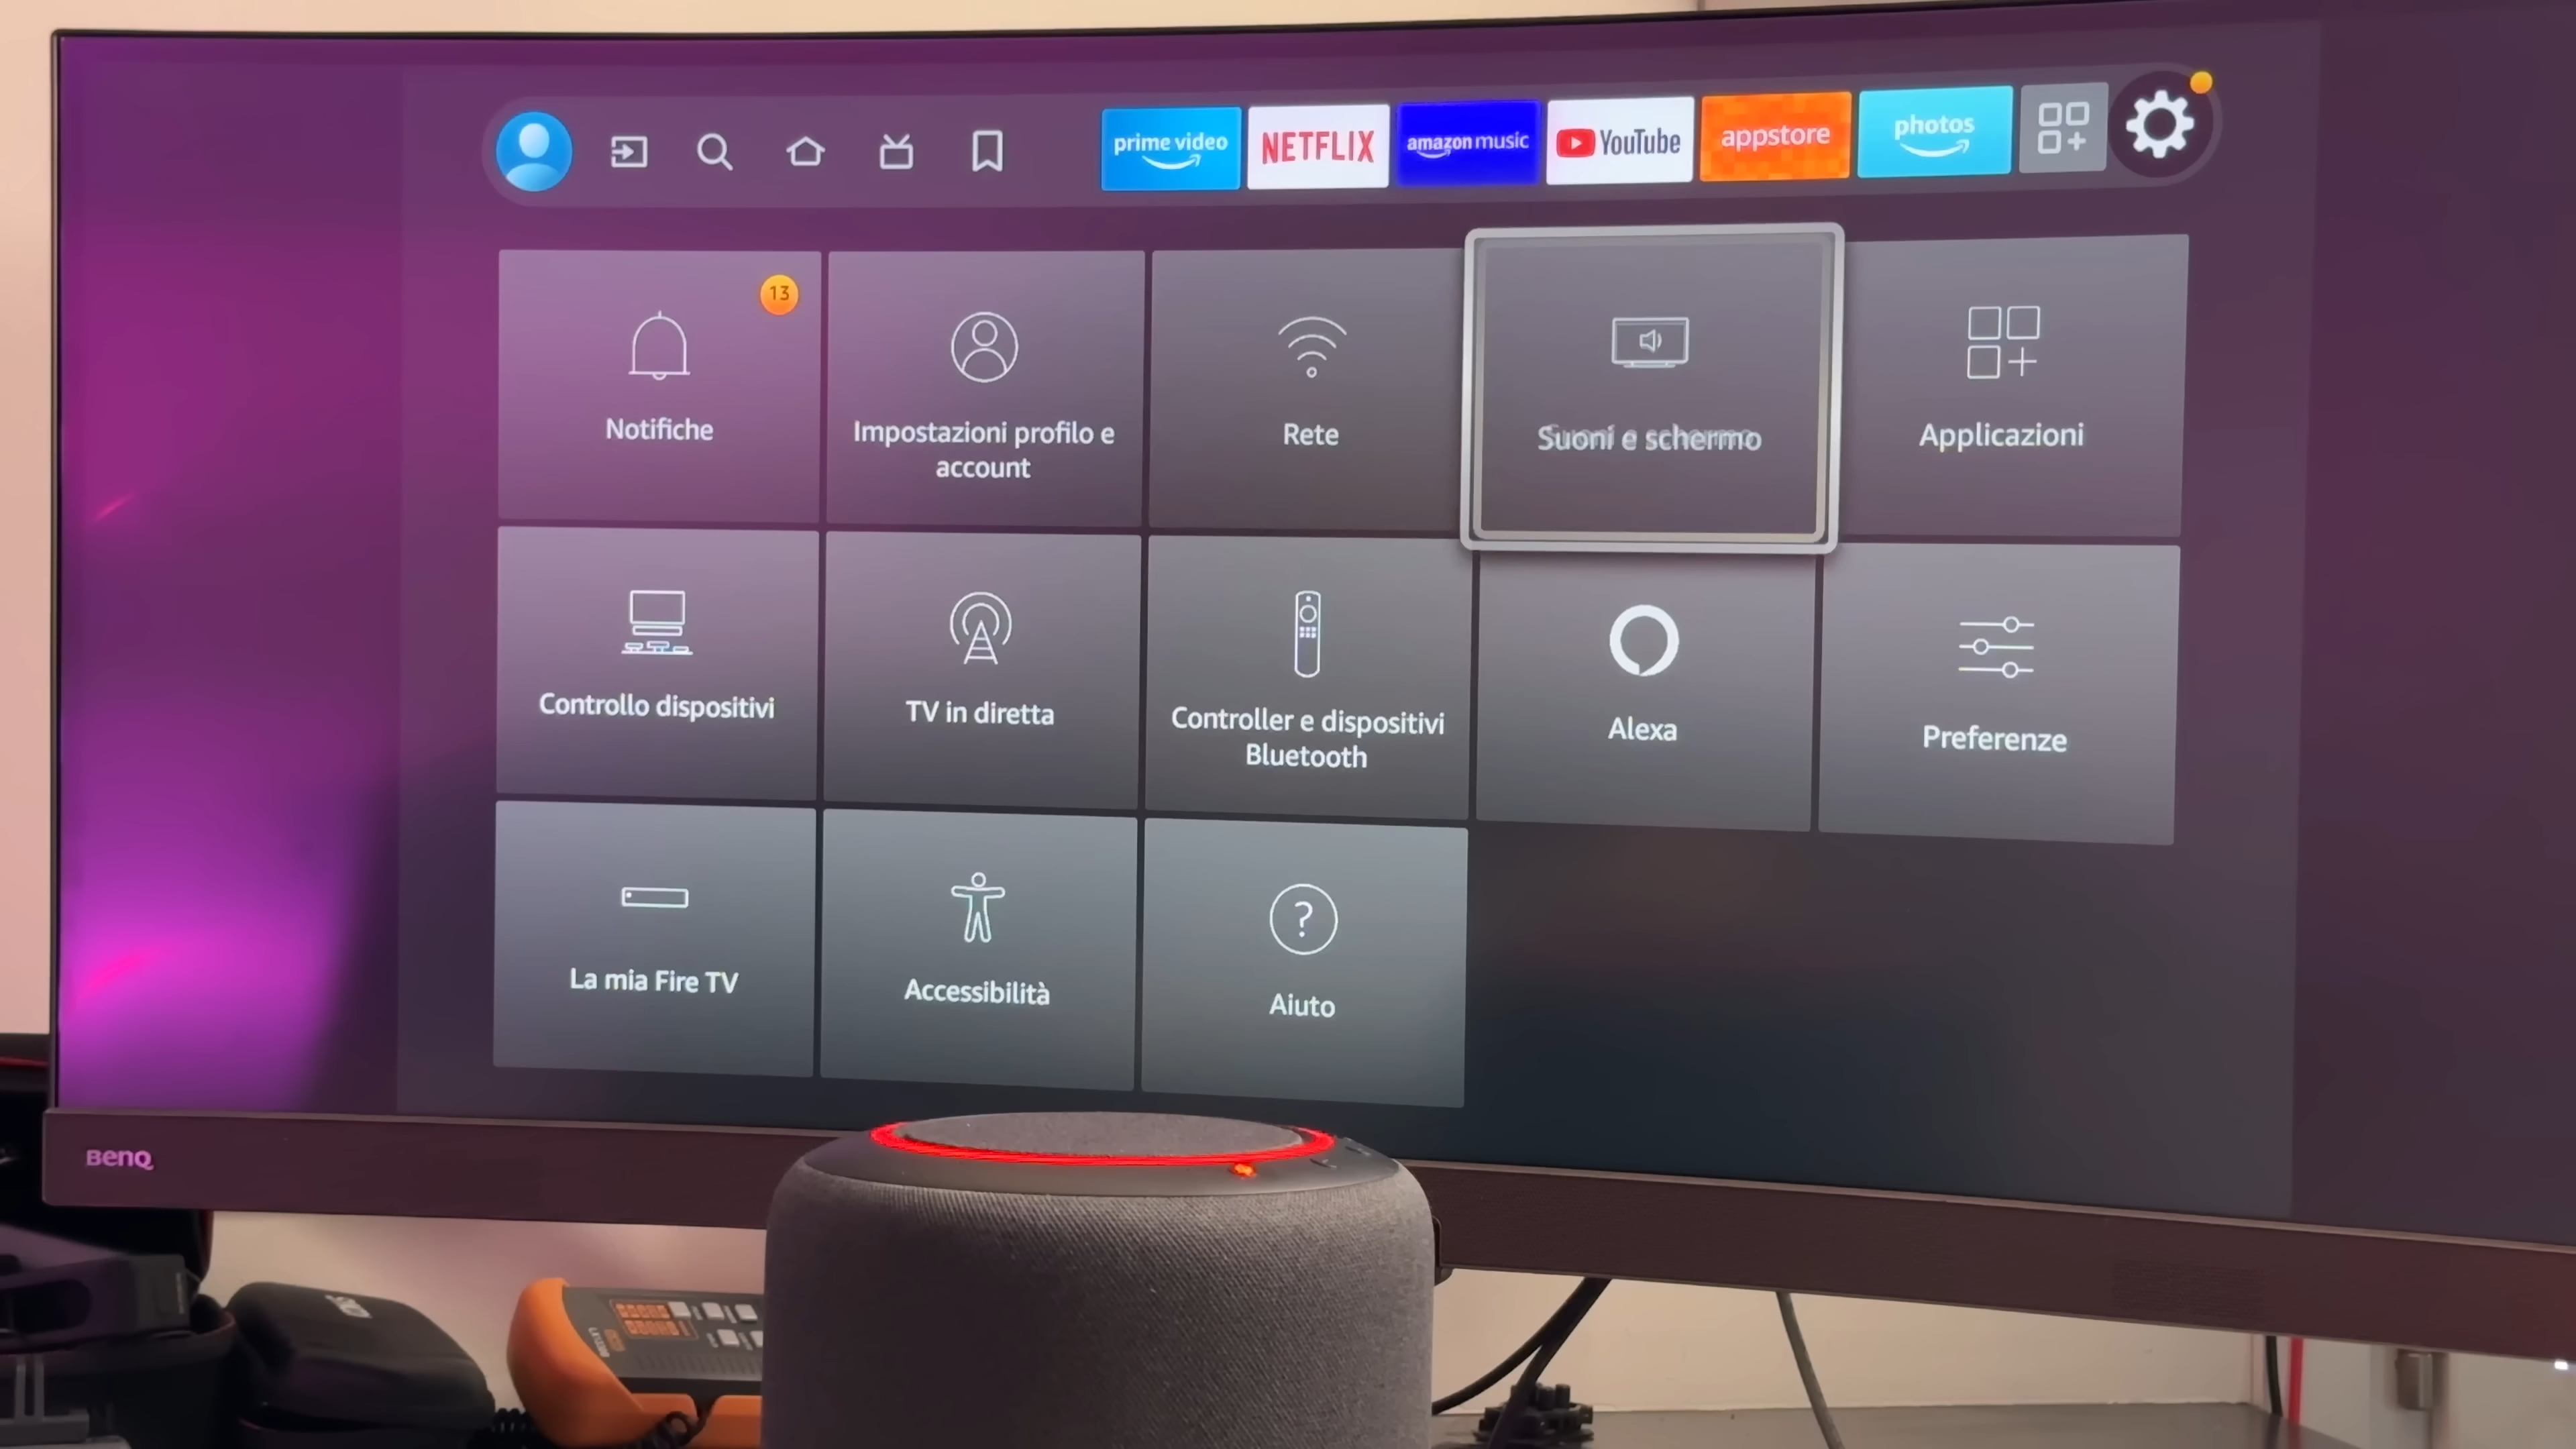 prime video
NETFLIX
amazon music
YouTube
appstore
photos
13
Notifiche
Impostazioni profilo e
account
Rete
Suoni e schermo
Applicazioni
Controllo dispositivi
TV in diretta
Controller e dispositivi
Bluetooth
Alexa
Preferenze
La mia Fire TV
Accessibilità
?
Aiuto
BenQ